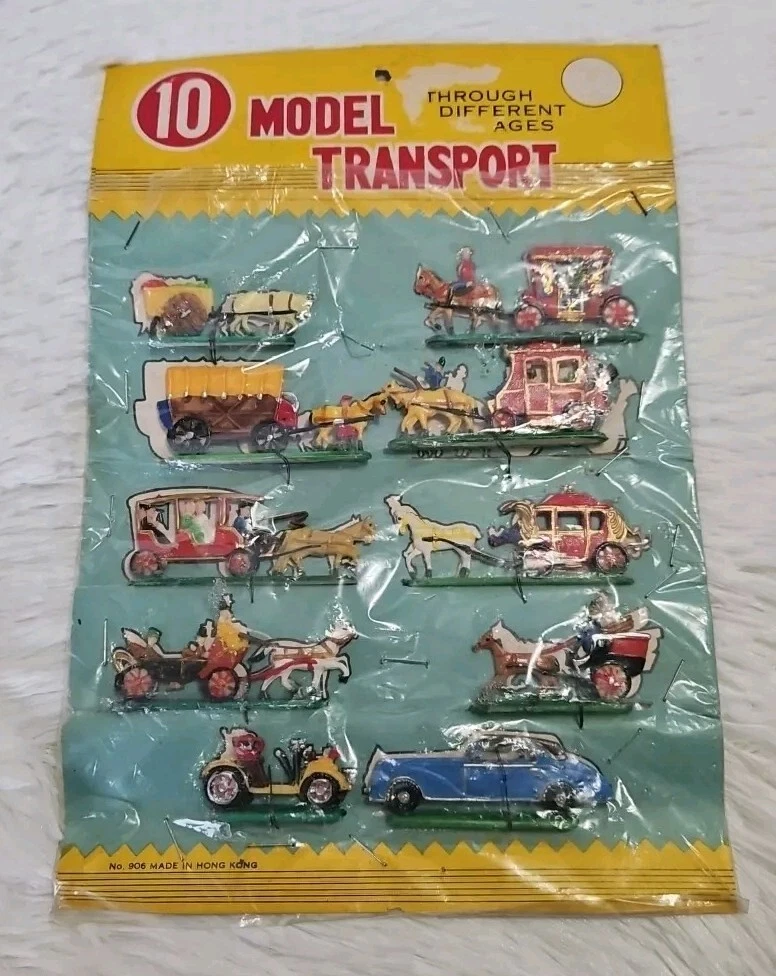 10
MODEL
TRANSPORT
THROUGH
DIFFERENT
AGES
No. 906 MADE IN HONG KONG